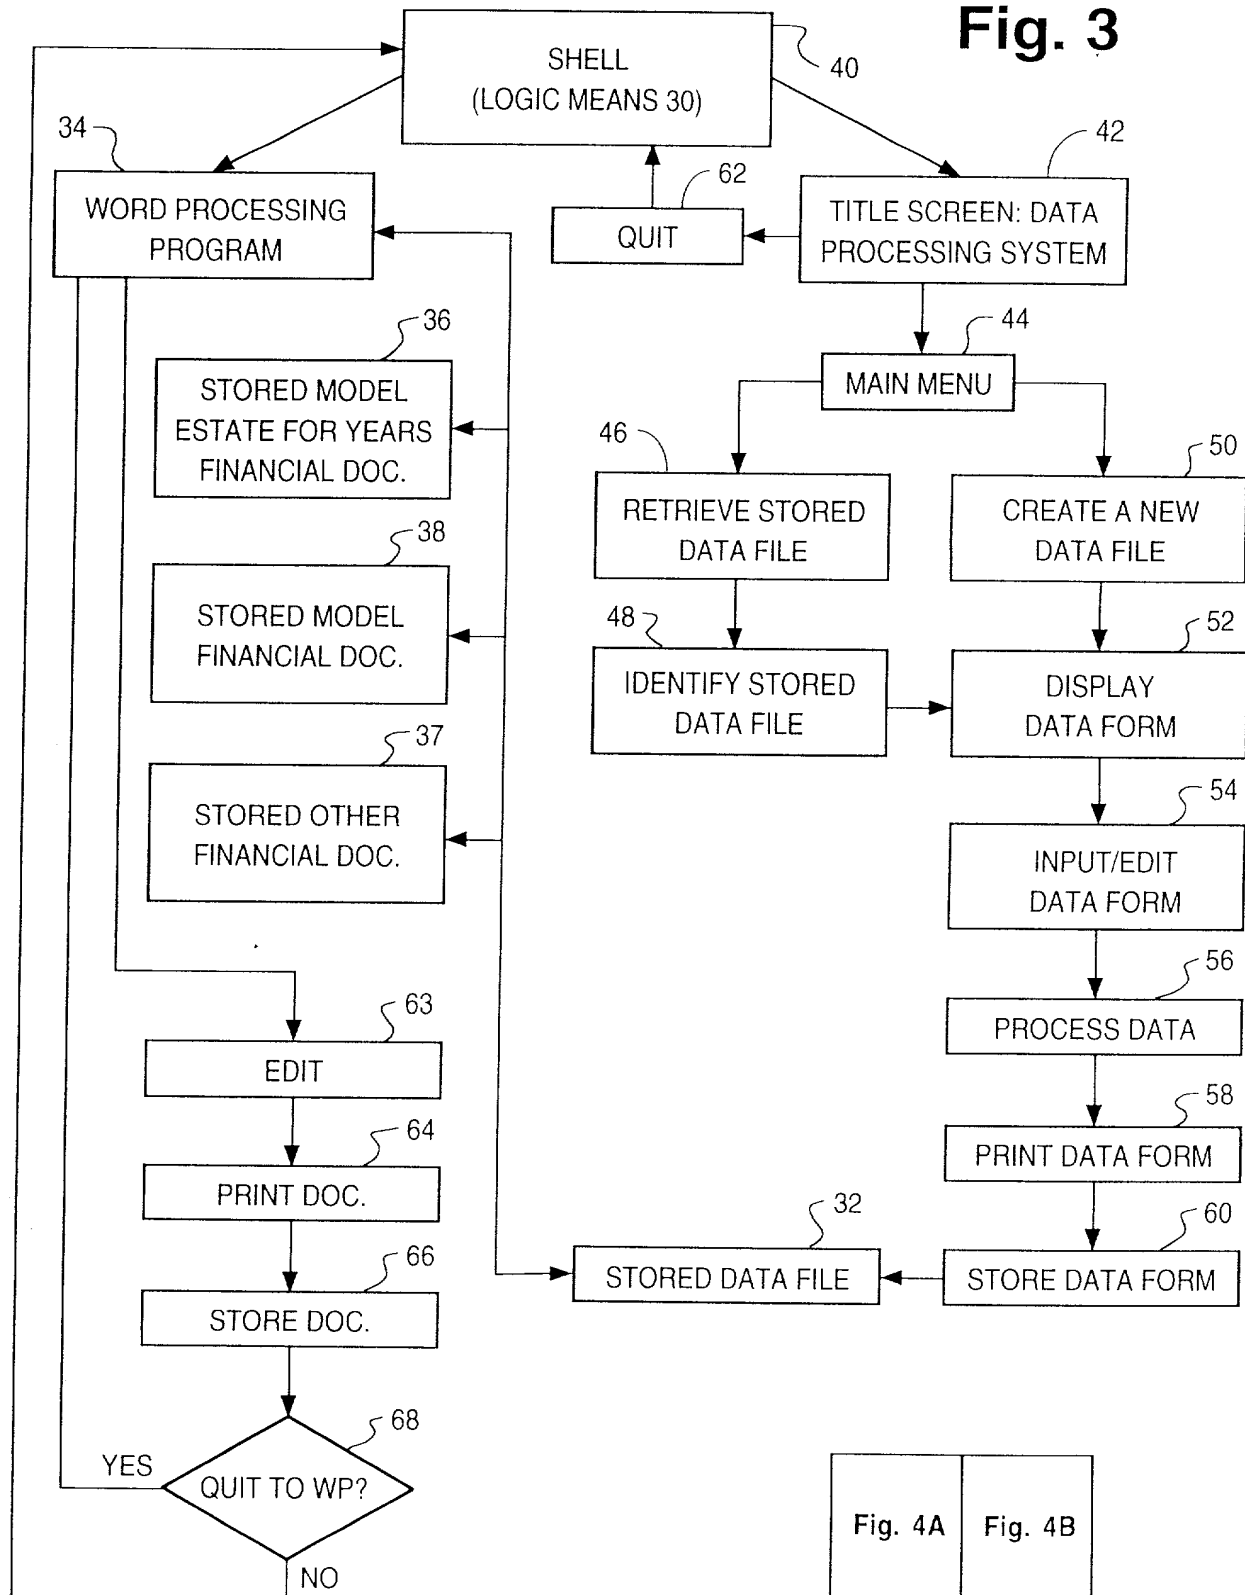 Fig. 3
SHELL
(LOGIC MEANS 30)
40
34
WORD PROCESSING
PROGRAM
62
QUIT
42
TITLE SCREEN: DATA
PROCESSING SYSTEM
44
MAIN MENU
36
STORED MODEL
ESTATE FOR YEARS
FINANCIAL DOC.
46
RETRIEVE STORED
DATA FILE
50
CREATE A NEW
DATA FILE
38
STORED MODEL
FINANCIAL DOC.
48
IDENTIFY STORED
DATA FILE
52
DISPLAY
DATA FORM
37
STORED OTHER
FINANCIAL DOC.
54
INPUT/EDIT
DATA FORM
56
PROCESS DATA
63
EDIT
58
PRINT DATA FORM
64
PRINT DOC.
32
STORED DATA FILE
60
STORE DATA FORM
66
STORE DOC.
68
QUIT TO WP?
YES
NO
Fig. 4A
Fig. 4B